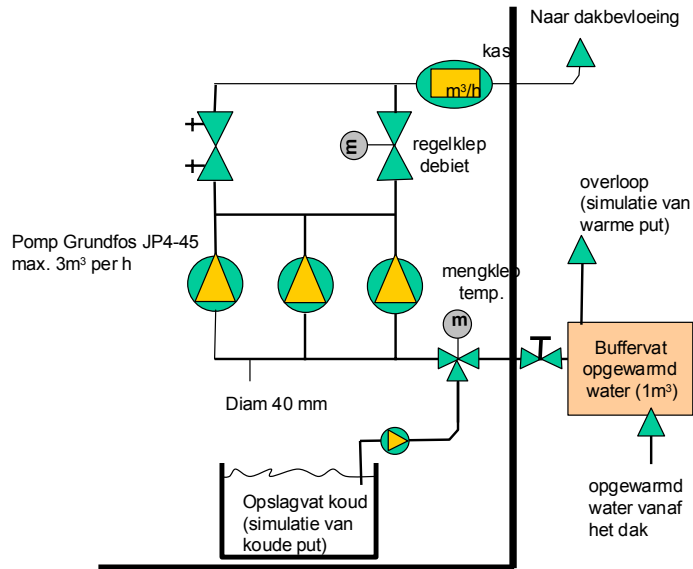 Naar dakbevloeing
kas
m³/h
m
regelklep
debiet
overloop
(simulatie van
warme put)
Pomp Grundfos JP4-45
max. 3m³ per h
mengklep
temp.
m
Buffervat
opgewarmd
water (1m³)
Diam 40 mm
Opslagvat koud
(simulatie van
koude put)
opgewarmd
water vanaf
het dak